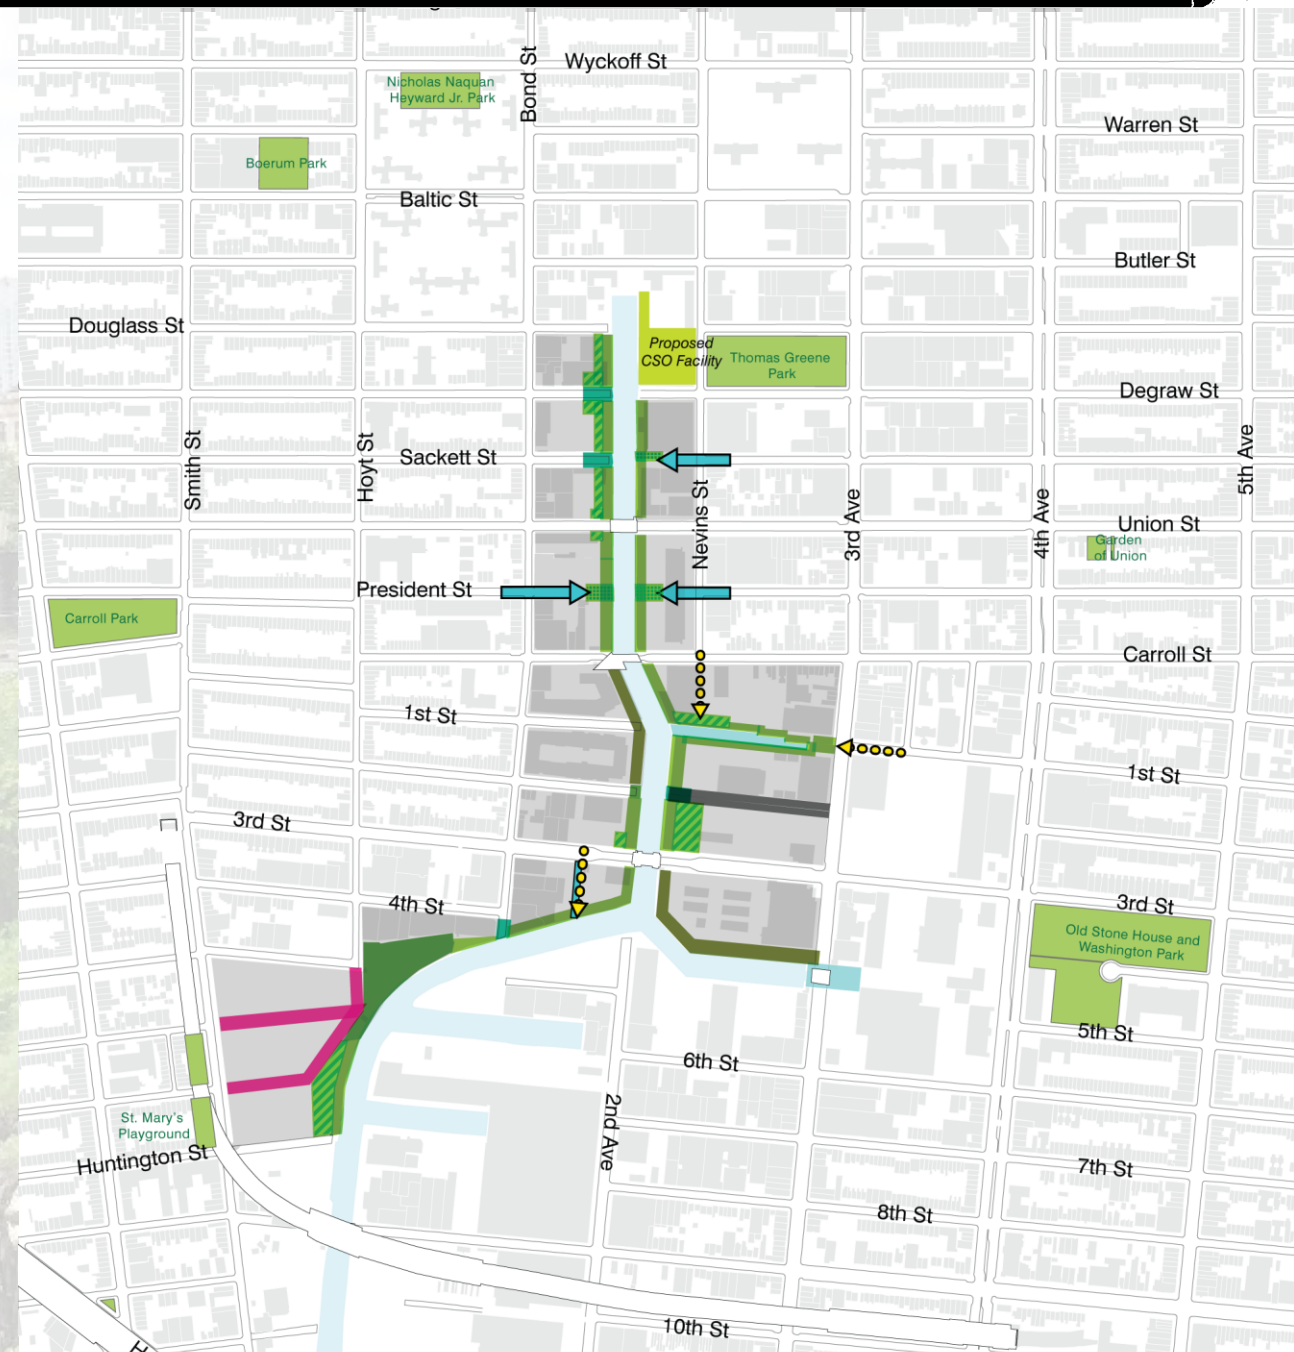 Wyckoff St
Bond St
Nicholas Naquan
Heyward Jr. Park
Warren St
Boerum Park
Baltic St
Butler St
Douglass St
Proposed
CSO Facility
Thomas Greene
Park
Degraw St
Smith St
Hoyt St
Sackett St
Nevins St
3rd Ave
4th Ave
5th Ave
Union St
Garden
of Union
President St
Carroll Park
Carroll St
1st St
1st St
3rd St
4th St
3rd St
Old Stone House and
Washington Park
5th St
6th St
2nd Ave
St. Mary's
Playground
Huntington St
7th St
8th St
10th St